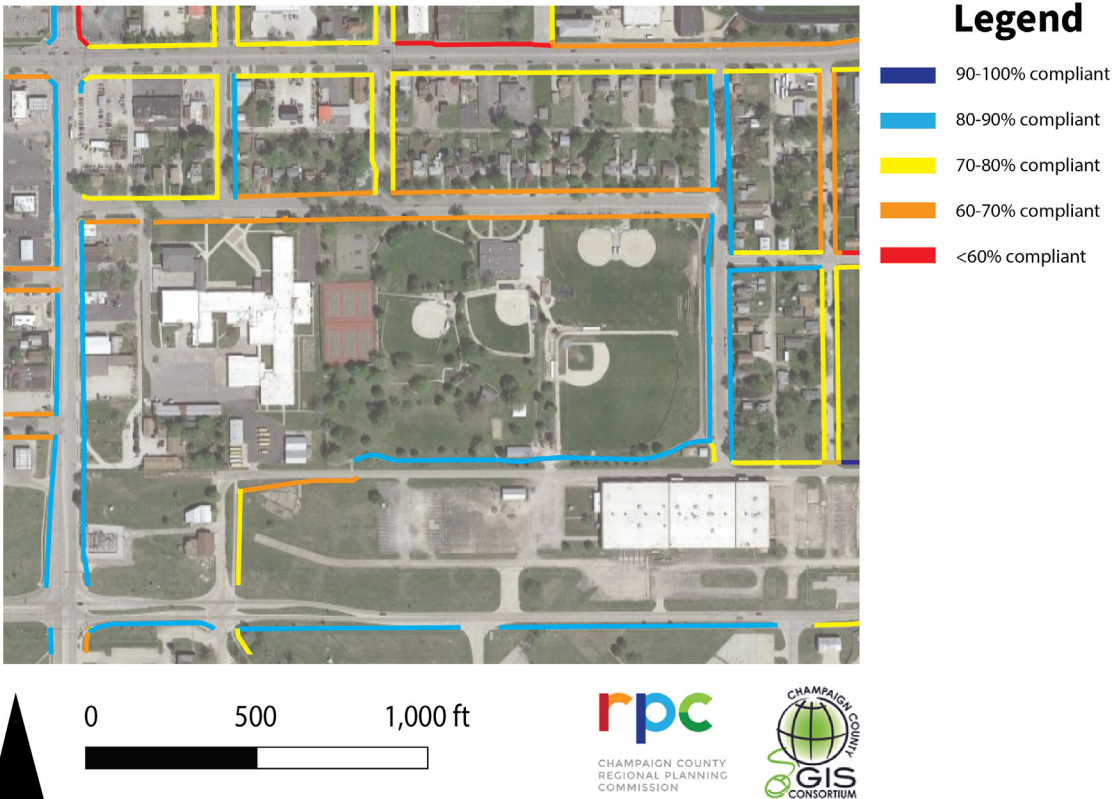 Legend
90-100% compliant
80-90% compliant
70-80% compliant
60-70% compliant
<60% compliant
0 500 1,000 ft
rpc
CHAMPAIGN COUNTY
REGIONAL PLANNING
COMMISSION
CHAMPAIGN COUNTY
GIS
CONSORTIUM